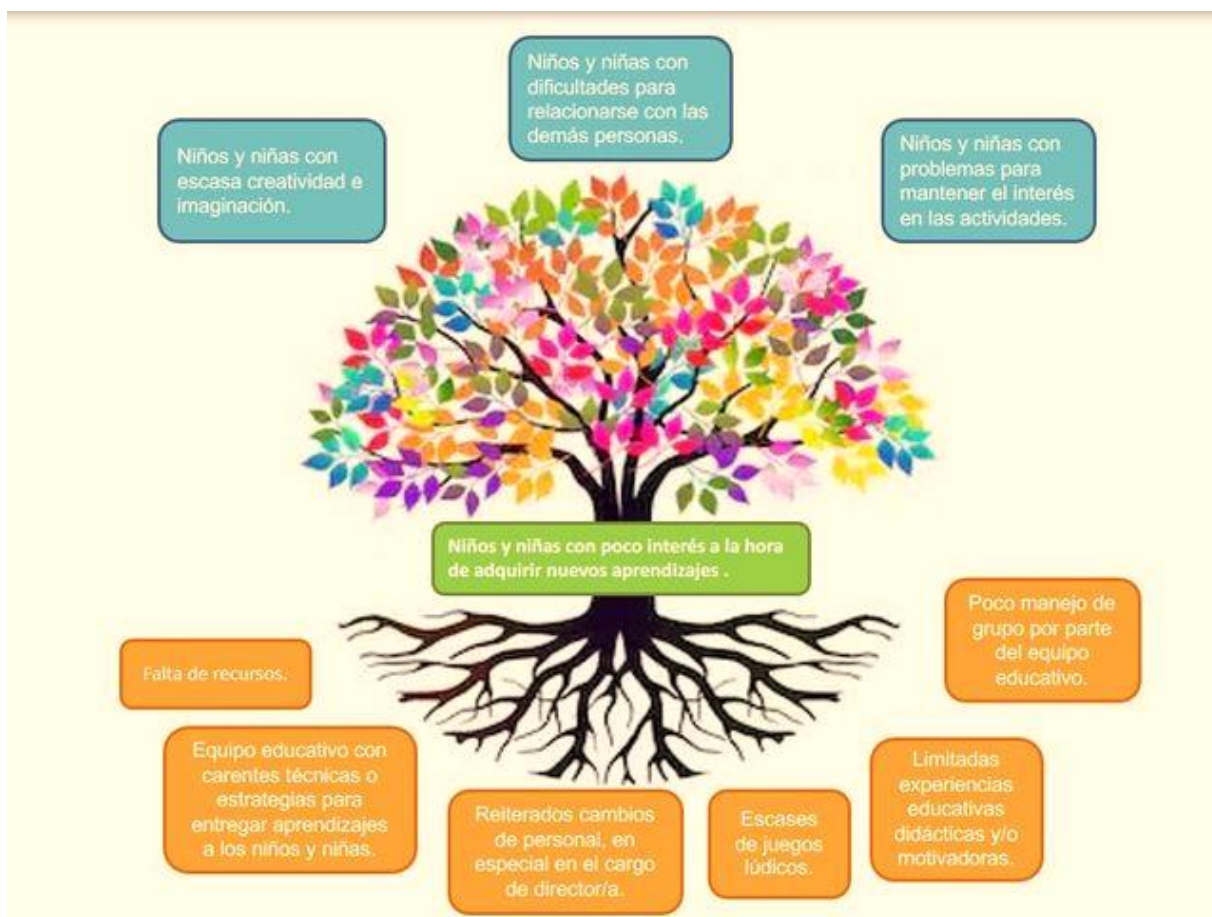 Niños y niñas con
dificultades para
relacionarse con las
demás personas.
Niños y niñas con
escasa creatividad e
imaginación.
Niños y niñas con
problemas para
mantener el interés
en las actividades.
Niños y niñas con poco interés a la hora
de adquirir nuevos aprendizajes .
Poco manejo de
grupo por parte
del equipo
educativo.
Falta de recursos.
Equipo educativo con
carentes técnicas o
estrategias para
entregar aprendizajes
a los niños y niñas.
Reiterados cambios
de personal, en
especial en el cargo
de director/a.
Escases
de juegos
lúdicos.
Limitadas
experiencias
educativas
didácticas y/o
motivadoras.